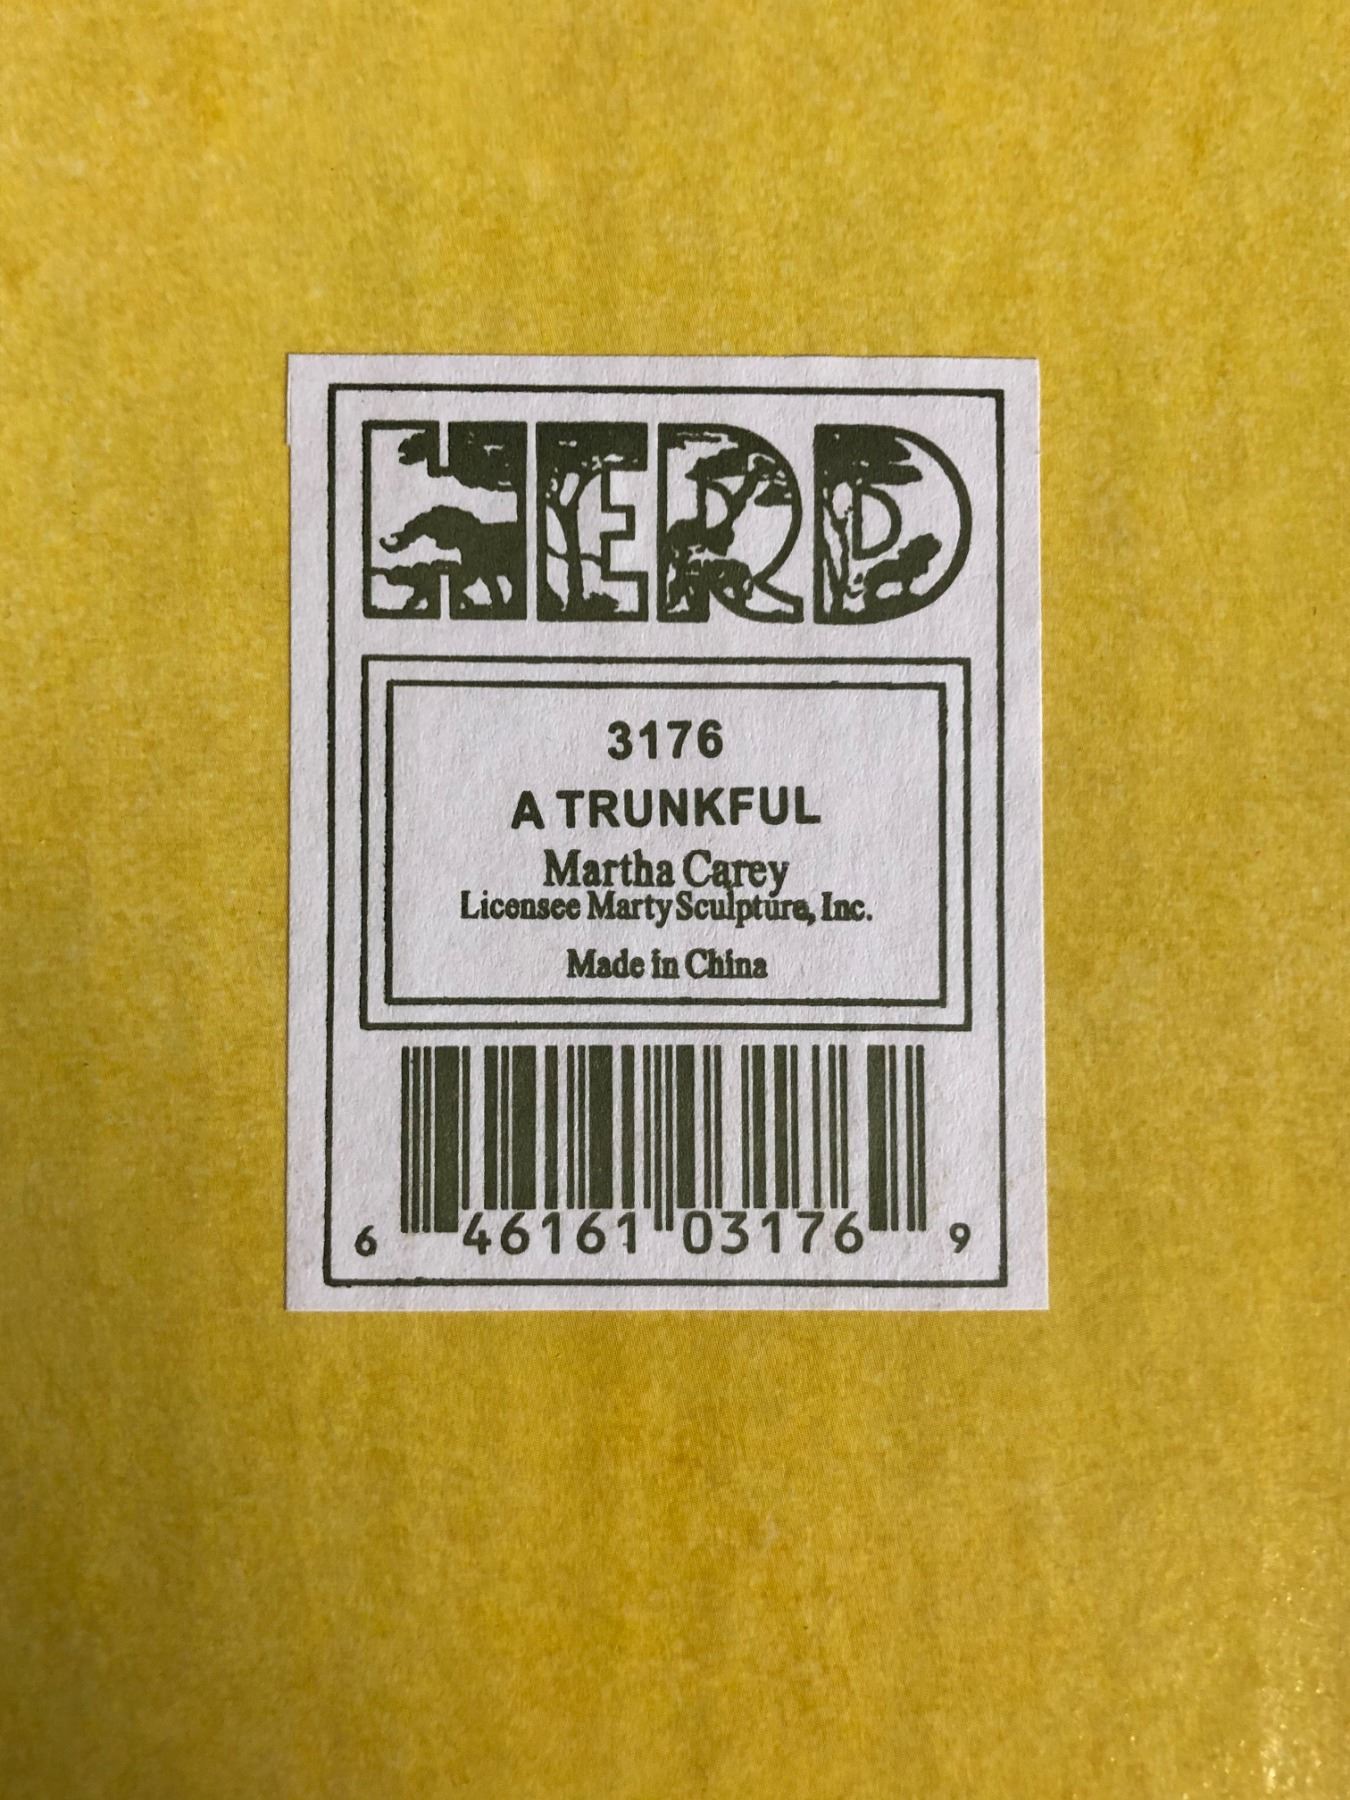 HERD
3176
A TRUNKFUL
Martha Carey
Licensee Marty Sculpture, Inc.
Made in China
6 46161 03176 9